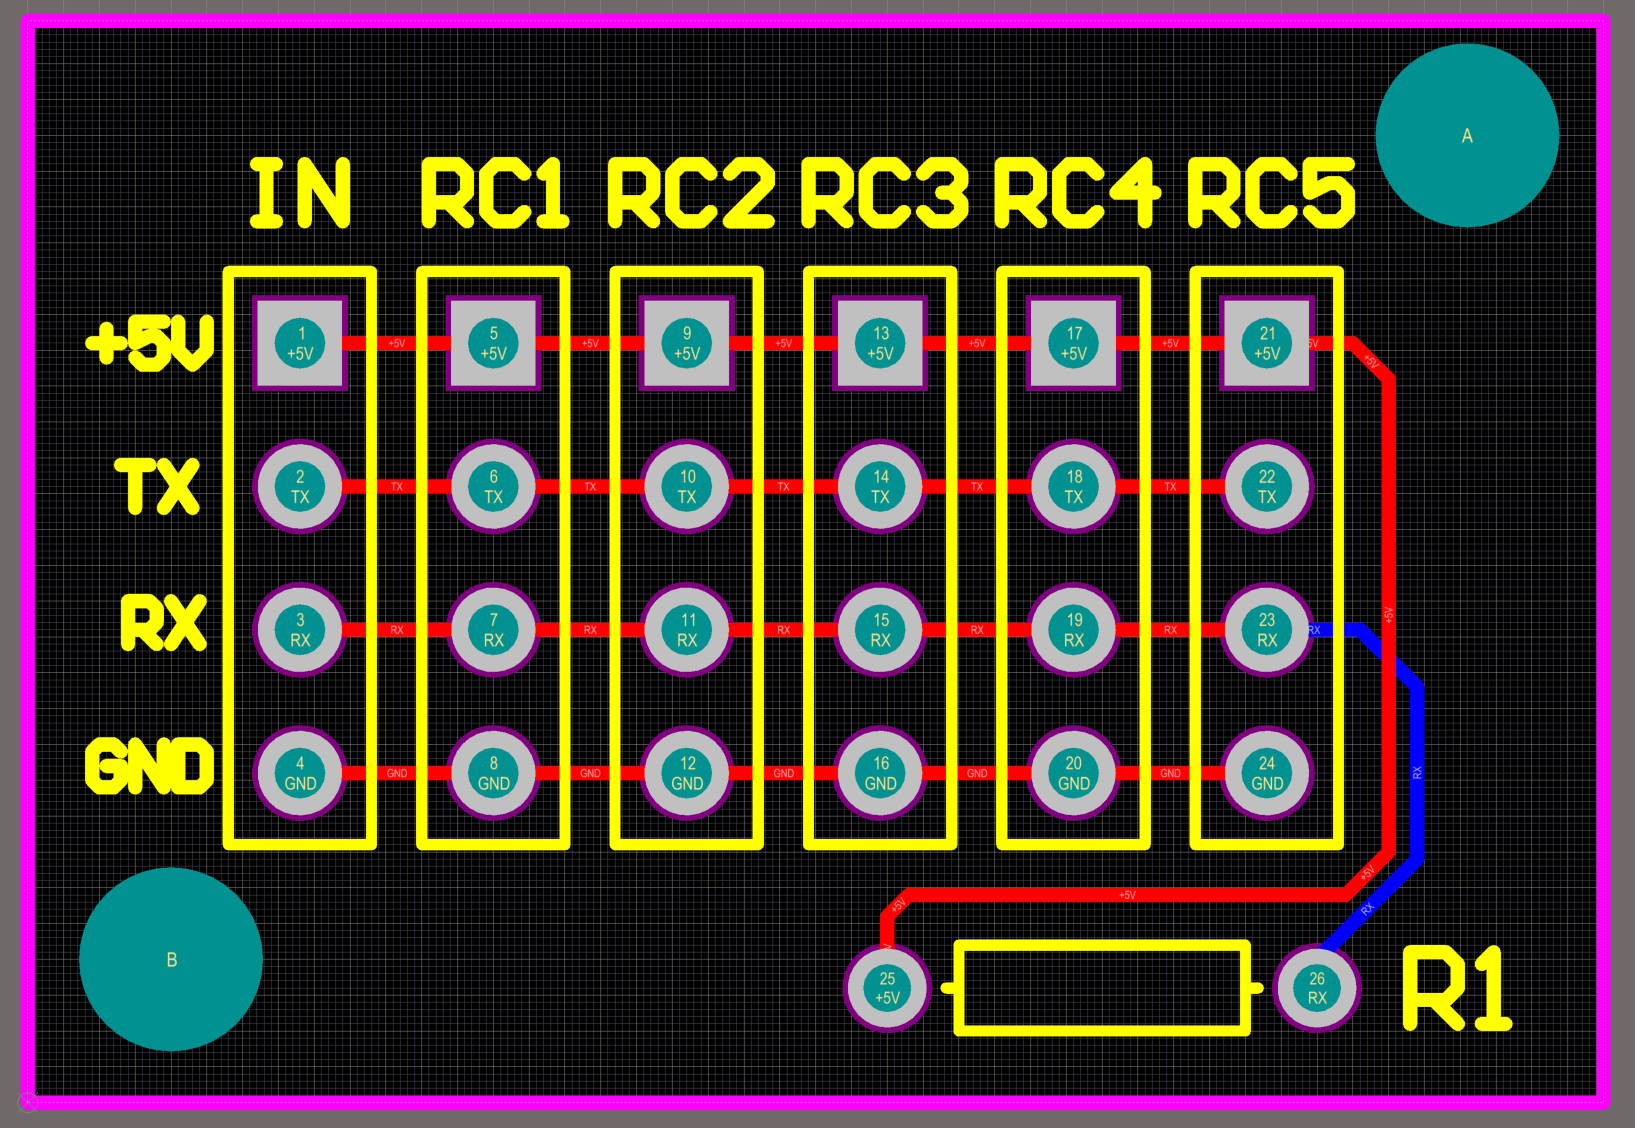 A
IN RC1 RC2 RC3 RC4 RC5
+5V
1 5 9 13 17 21
+5V +5V +5V +5V +5V +5V
+5V +5V +5V +5V +5V 5V +5V
TX
2 6 10 14 18 22
TX TX TX TX TX TX
TX TX TX TX TX
+5V
RX
3 7 11 15 19 23
RX RX RX RX RX RX
RX RX RX RX RX RX
GND
4 8 12 16 20 24
GND GND GND GND GND GND
GND GND GND GND GND RX
+5V
+5V +5V RX
V
B
25 26
+5V RX
R1